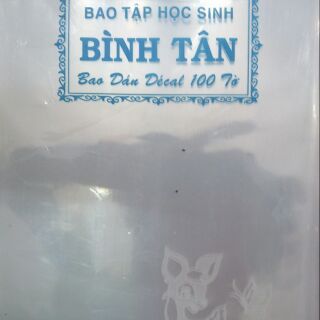 BAO TẬP HỌC SINH
BÌNH TÂN
Bao Dán Décal 100 Tờ